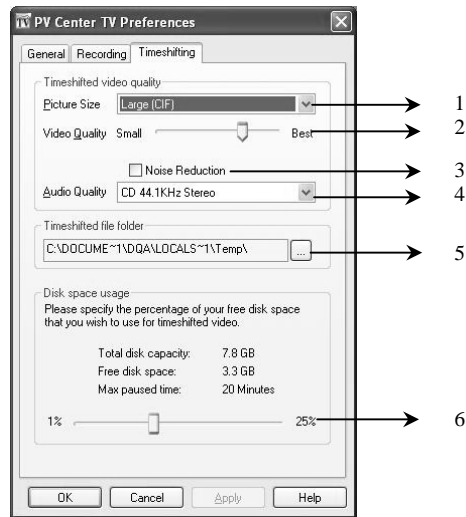 PV Center TV Preferences
General Recording Timeshifting
Timeshifted video quality
Picture Size Large (CIF) 1
Video Quality Small Best 2
Noise Reduction 3
Audio Quality CD 44.1KHz Stereo 4
Timeshifted file folder
C:\DOCUME~1\DQA\LOCALS~1\Temp\ ... 5
Disk space usage
Please specify the percentage of your free disk space
that you wish to use for timeshifted video.
Total disk capacity: 7.8 GB
Free disk space: 3.3 GB
Max paused time: 20 Minutes
1% 25% 6
OK Cancel Apply Help